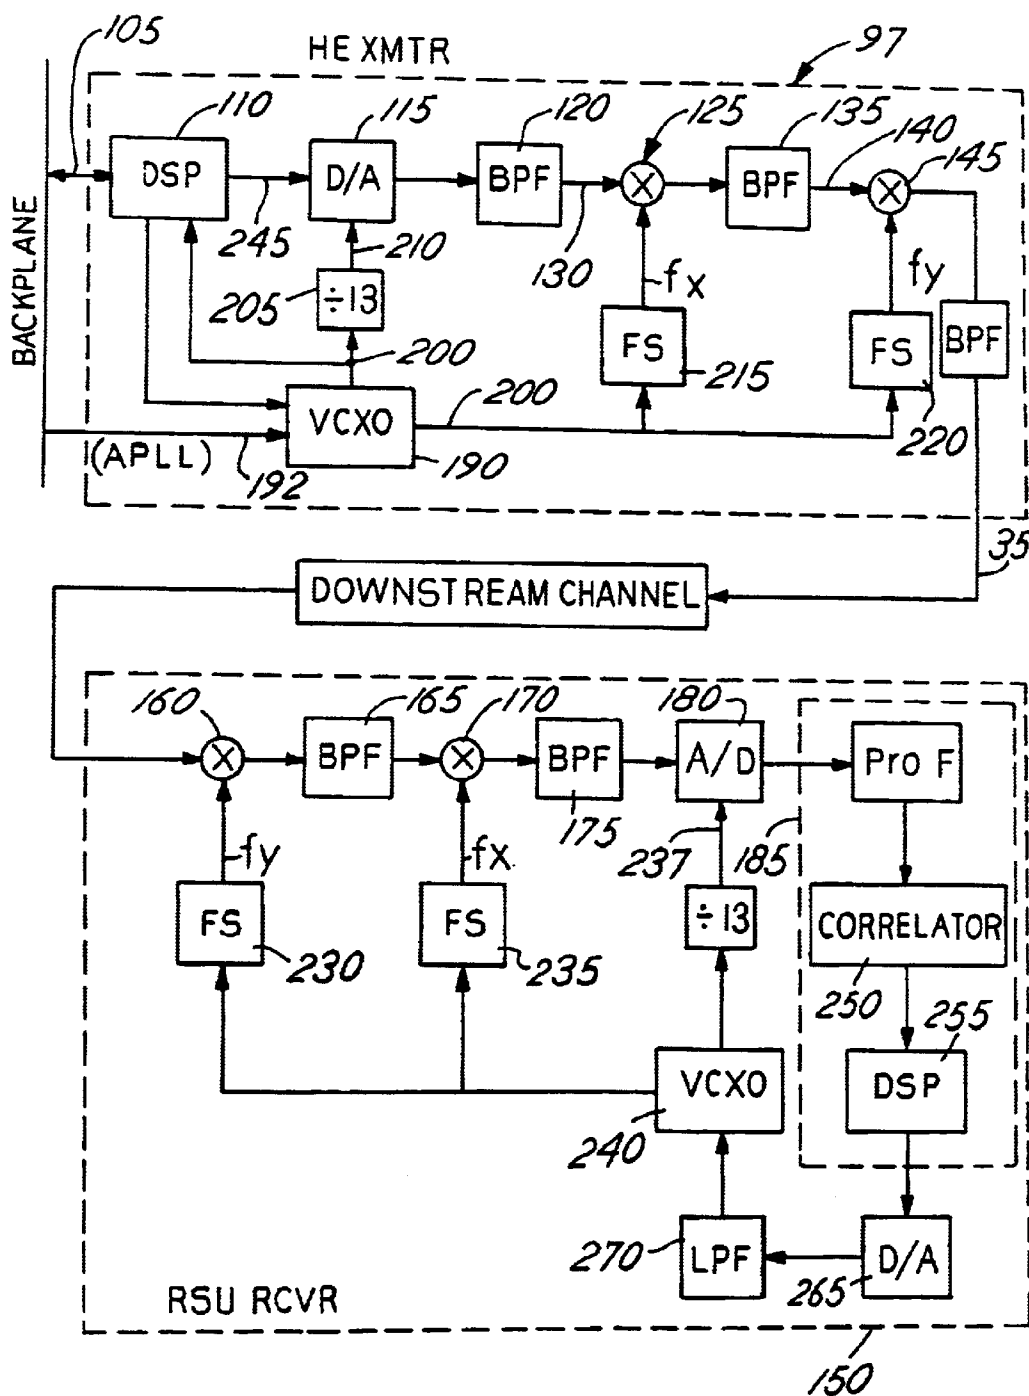 105
HE XMTR
97
110
115
120
125
135
140
145
DSP
D/A
BPF
X
BPF
X
BACKPLANE
245
210
130
205
÷13
fx
fy
200
FS
215
FS
BPF
220
200
VCXO
(APLL)
192
190
35
DOWNSTREAM CHANNEL
160
165
170
180
X
BPF
X
BPF
A/D
Pro F
175
237
185
fy
fx
FS
230
FS
235
÷13
CORRELATOR
250
255
VCXO
240
DSP
270
LPF
D/A
265
RSU RCVR
150